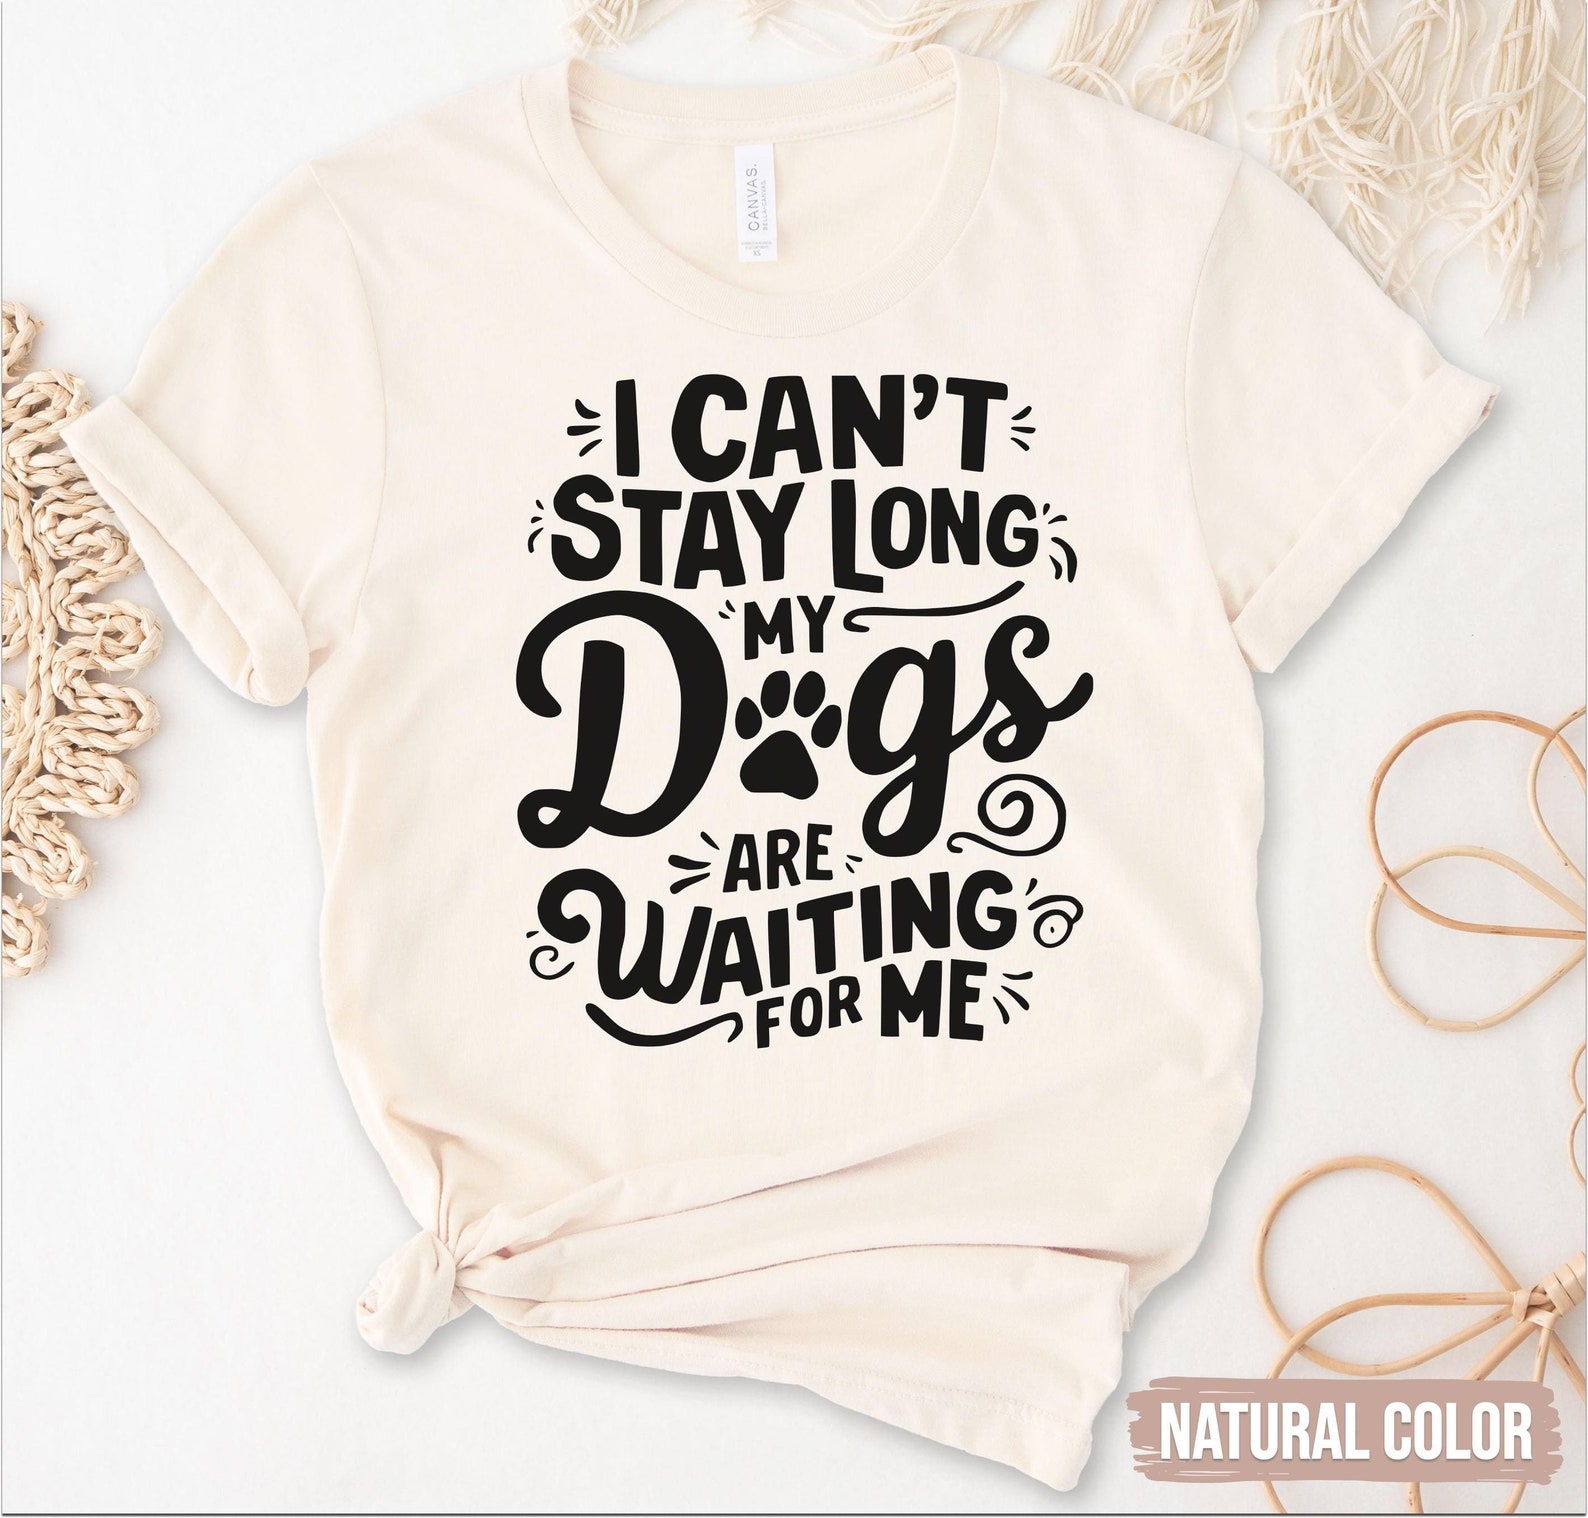 CANVAS.
BELLA+CANVAS
XS
I CAN'T
STAY LONG
MY
Dogs
ARE
WAITING
FOR ME
NATURAL COLOR